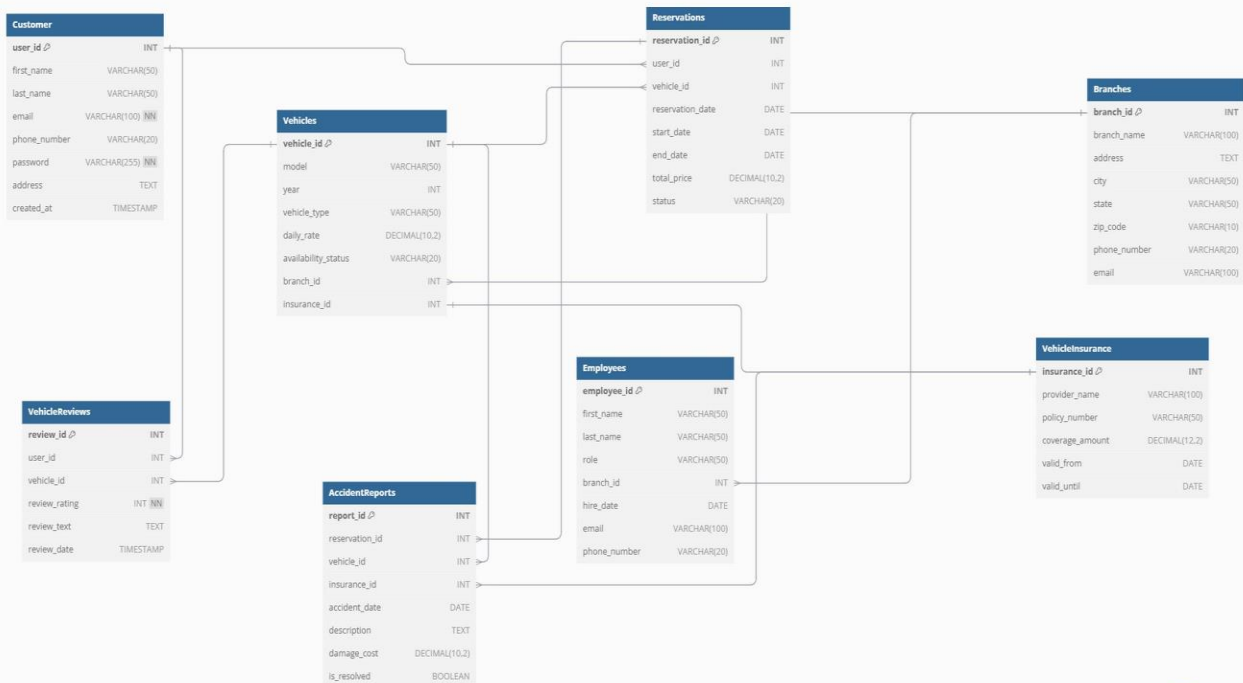 Customer
user_id INT
first_name VARCHAR(50)
last_name VARCHAR(50)
email VARCHAR(100) NN
phone_number VARCHAR(20)
password VARCHAR(255) NN
address TEXT
created_at TIMESTAMP
Vehicles
vehicle_id INT
model VARCHAR(50)
year INT
vehicle_type VARCHAR(50)
daily_rate DECIMAL(10,2)
availability_status VARCHAR(20)
branch_id INT
insurance_id INT
Reservations
reservation_id INT
user_id INT
vehicle_id INT
reservation_date DATE
start_date DATE
end_date DATE
total_price DECIMAL(10,2)
status VARCHAR(20)
Branches
branch_id INT
branch_name VARCHAR(100)
address TEXT
city VARCHAR(50)
state VARCHAR(50)
zip_code VARCHAR(10)
phone_number VARCHAR(20)
email VARCHAR(100)
VehicleReviews
review_id INT
user_id INT
vehicle_id INT
review_rating INT NN
review_text TEXT
review_date TIMESTAMP
AccidentReports
report_id INT
reservation_id INT
vehicle_id INT
insurance_id INT
accident_date DATE
description TEXT
damage_cost DECIMAL(10,2)
is_resolved BOOLEAN
Employees
employee_id INT
first_name VARCHAR(50)
last_name VARCHAR(50)
role VARCHAR(50)
branch_id INT
hire_date DATE
email VARCHAR(100)
phone_number VARCHAR(20)
VehicleInsurance
insurance_id INT
provider_name VARCHAR(100)
policy_number VARCHAR(50)
coverage_amount DECIMAL(12,2)
valid_from DATE
valid_until DATE